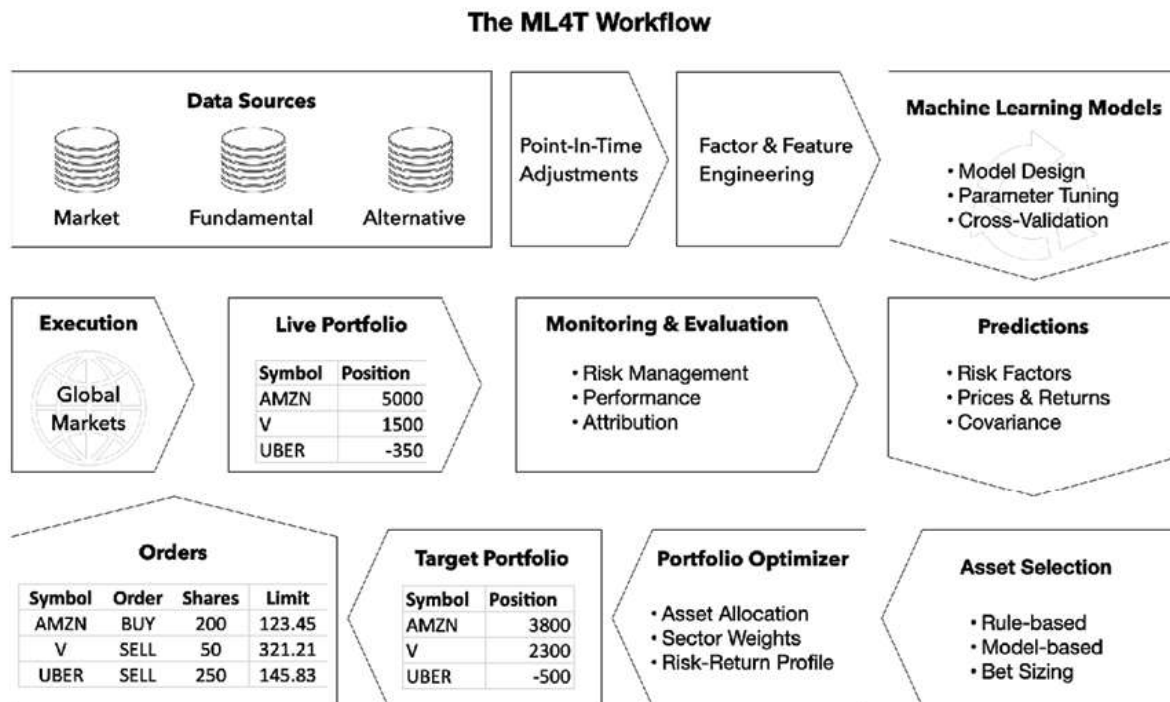 The ML4T Workflow
Data Sources
Market
Fundamental
Alternative
Point-In-Time
Adjustments
Factor & Feature
Engineering
Machine Learning Models
• Model Design
• Parameter Tuning
• Cross-Validation
Execution
Global
Markets
Live Portfolio
Symbol Position
AMZN 5000
V 1500
UBER -350
Monitoring & Evaluation
• Risk Management
• Performance
• Attribution
Predictions
• Risk Factors
• Prices & Returns
• Covariance
Orders
Symbol Order Shares Limit
AMZN BUY 200 123.45
V SELL 50 321.21
UBER SELL 250 145.83
Target Portfolio
Symbol Position
AMZN 3800
V 2300
UBER -500
Portfolio Optimizer
• Asset Allocation
• Sector Weights
• Risk-Return Profile
Asset Selection
• Rule-based
• Model-based
• Bet Sizing